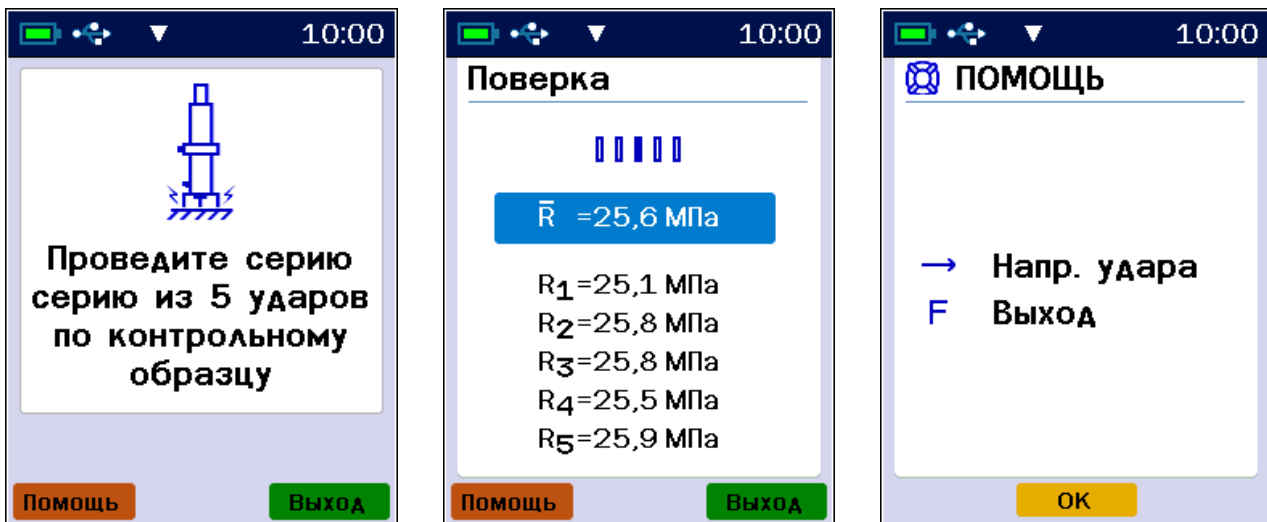 10:00
Проведите серию
серию из 5 ударов
по контрольному
образцу
Помощь
Выход
10:00
Поверка
R̅ =25,6 МПа
R1=25,1 МПа
R2=25,8 МПа
R3=25,8 МПа
R4=25,5 МПа
R5=25,9 МПа
Помощь
Выход
10:00
ПОМОЩЬ
→ Напр. удара
F Выход
ОК